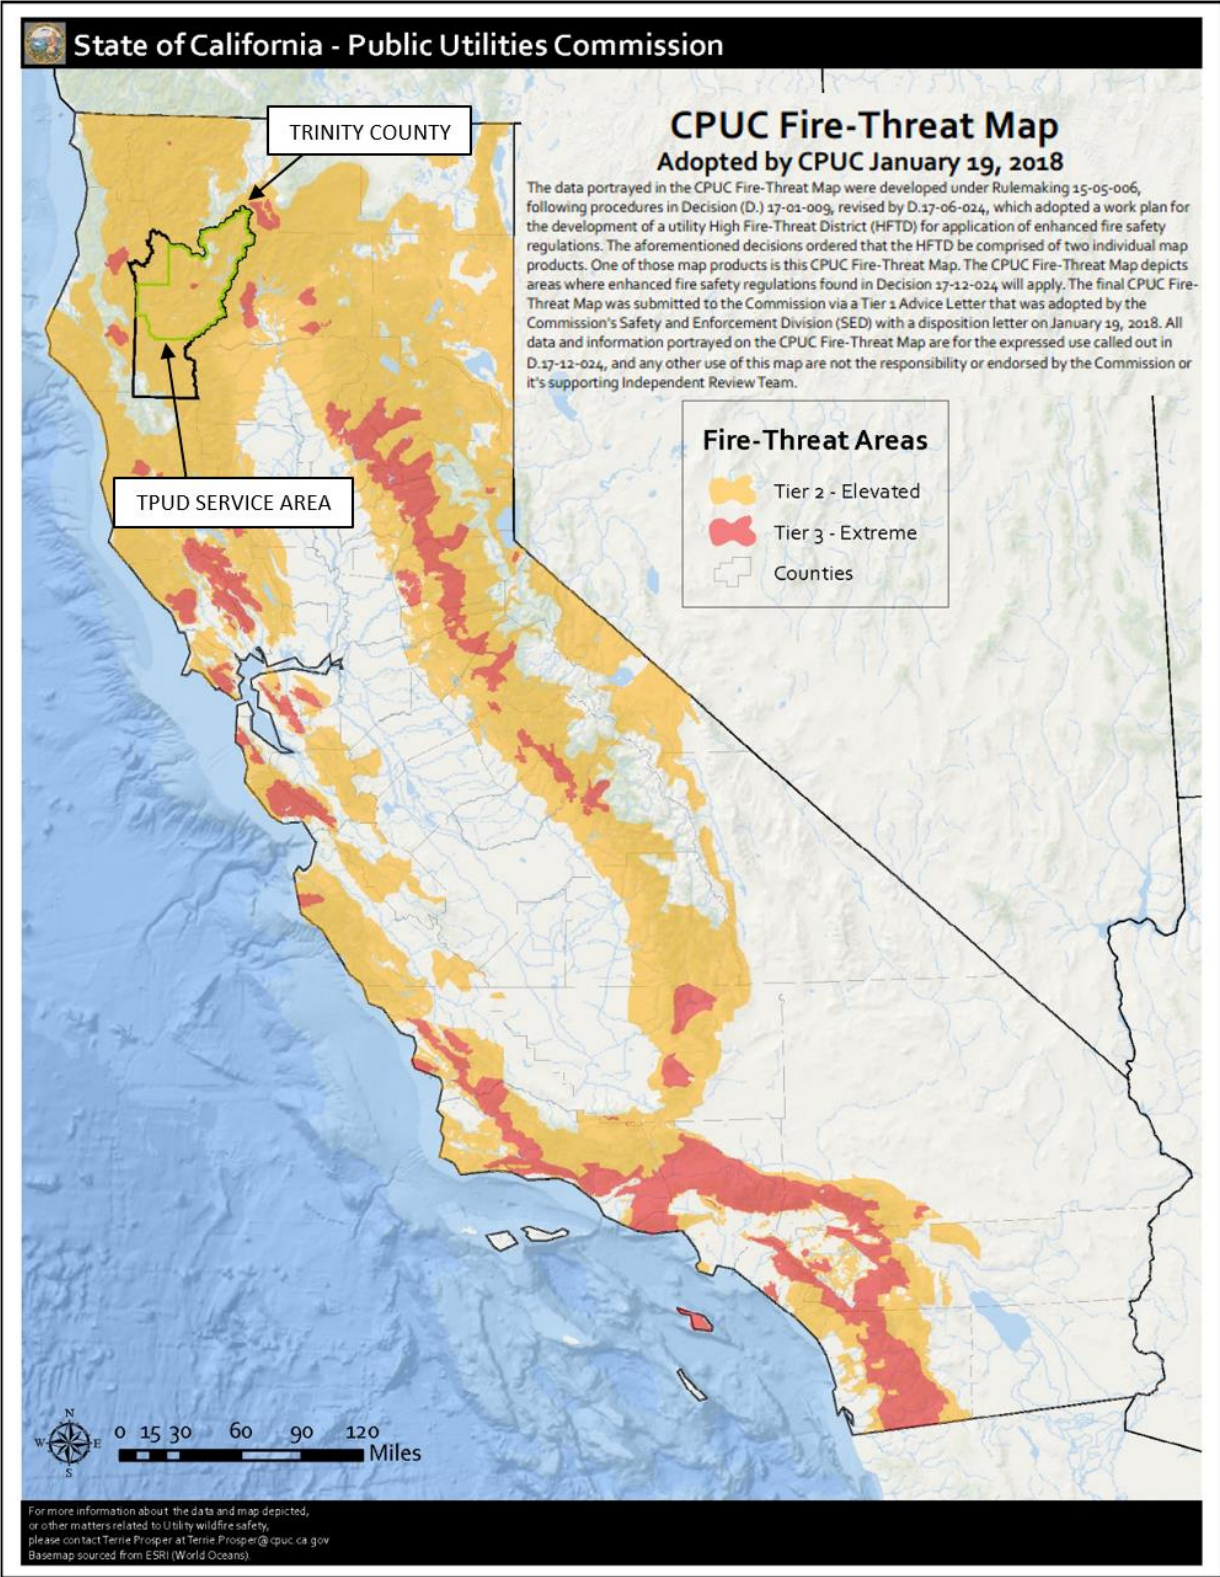 State of California - Public Utilities Commission
TRINITY COUNTY
CPUC Fire-Threat Map
Adopted by CPUC January 19, 2018
The data portrayed in the CPUC Fire-Threat Map were developed under Rulemaking 15-05-006,
following procedures in Decision (D.) 17-01-009, revised by D.17-06-024, which adopted a work plan for
the development of a utility High Fire-Threat District (HFTD) for application of enhanced fire safety
regulations. The aforementioned decisions ordered that the HFTD be comprised of two individual map
products. One of those map products is this CPUC Fire-Threat Map. The CPUC Fire-Threat Map depicts
areas where enhanced fire safety regulations found in Decision 17-12-024 will apply. The final CPUC Fire-
Threat Map was submitted to the Commission via a Tier 1 Advice Letter that was adopted by the
Commission's Safety and Enforcement Division (SED) with a disposition letter on January 19, 2018. All
data and information portrayed on the CPUC Fire-Threat Map are for the expressed use called out in
D.17-12-024, and any other use of this map are not the responsibility or endorsed by the Commission or
it's supporting Independent Review Team.
Fire-Threat Areas
Tier 2 - Elevated
Tier 3 - Extreme
Counties
TPUD SERVICE AREA
N
W E
S
0 15 30 60 90 120
Miles
For more information about the data and map depicted,
or other matters related to Utility wildfire safety,
please contact Terrie Prosper at Terrie.Prosper@cpuc.ca.gov
Basemap sourced from ESRI (World Oceans).